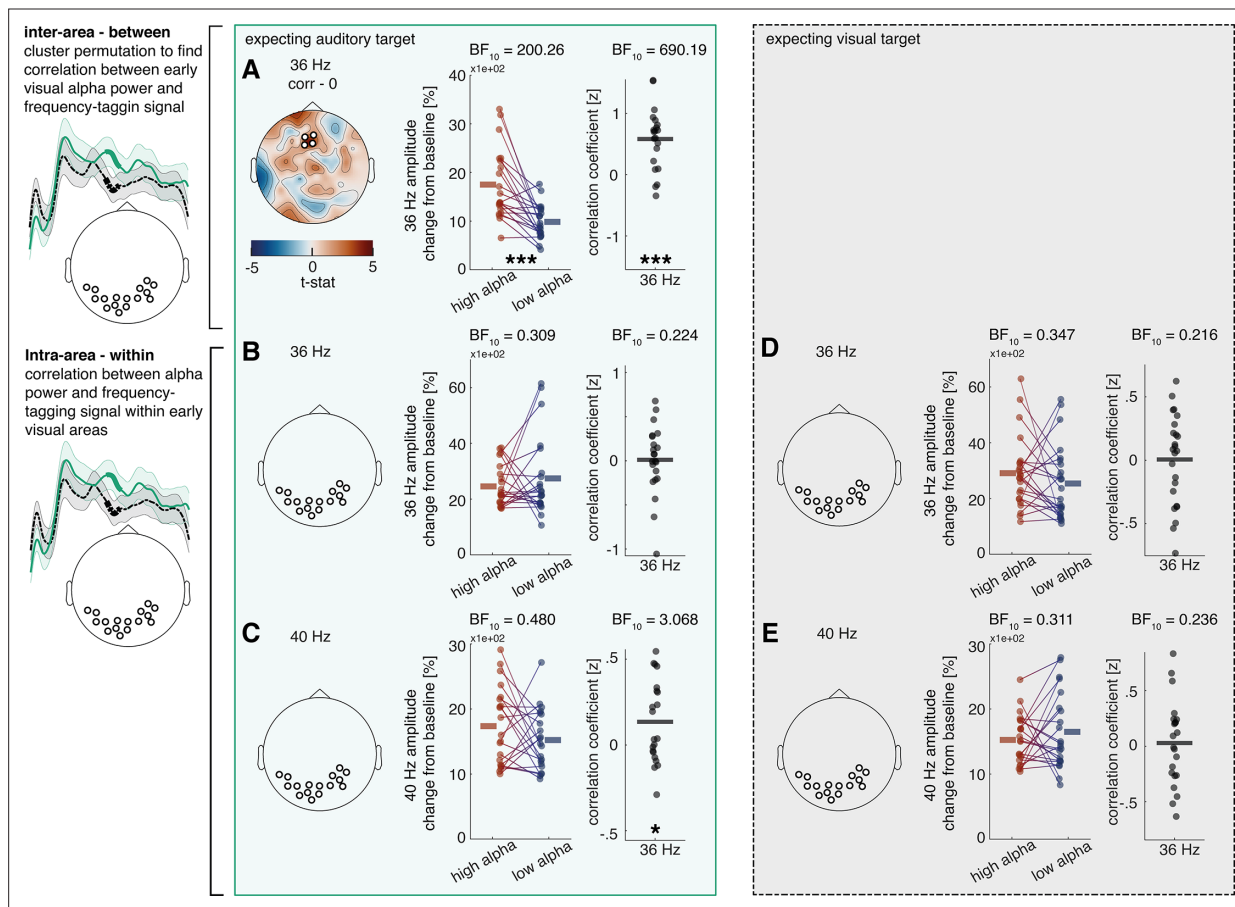 inter-area - between
cluster permutation to find
correlation between early
visual alpha power and
frequency-taggin signal
Intra-area - within
correlation between alpha
power and frequency-
tagging signal within early
visual areas
expecting auditory target
A
36 Hz
corr - 0
-5 0 5
t-stat
BF10 = 200.26
x1e+02
36 Hz amplitude
change from baseline [%]
40
30
20
10
0
***
high alpha
low alpha
BF10 = 690.19
correlation coefficient [z]
1
0
-1
***
36 Hz
B
36 Hz
BF10 = 0.309
x1e+02
36 Hz amplitude
change from baseline [%]
60
40
20
0
high alpha
low alpha
BF10 = 0.224
correlation coefficient [z]
1
0
-1
36 Hz
C
40 Hz
BF10 = 0.480
x1e+02
40 Hz amplitude
change from baseline [%]
30
20
10
0
high alpha
low alpha
BF10 = 3.068
correlation coefficient [z]
.5
0
-.5
*
36 Hz
expecting visual target
D
36 Hz
BF10 = 0.347
x1e+02
36 Hz amplitude
change from baseline [%]
60
40
20
0
high alpha
low alpha
BF10 = 0.216
correlation coefficient [z]
.5
0
-.5
36 Hz
E
40 Hz
BF10 = 0.311
x1e+02
40 Hz amplitude
change from baseline [%]
30
20
10
0
high alpha
low alpha
BF10 = 0.236
correlation coefficient [z]
.5
0
-.5
36 Hz